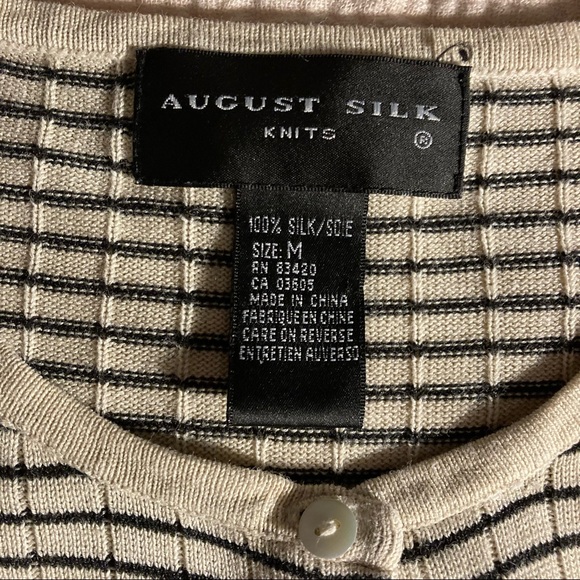 AUGUST SILK
KNITS
®
100% SILK/SOIE
SIZE: M
RN 83420
CA 03605
MADE IN CHINA
FABRIQUE EN CHINE
CARE ON REVERSE
ENTRETIEN AU VERSO